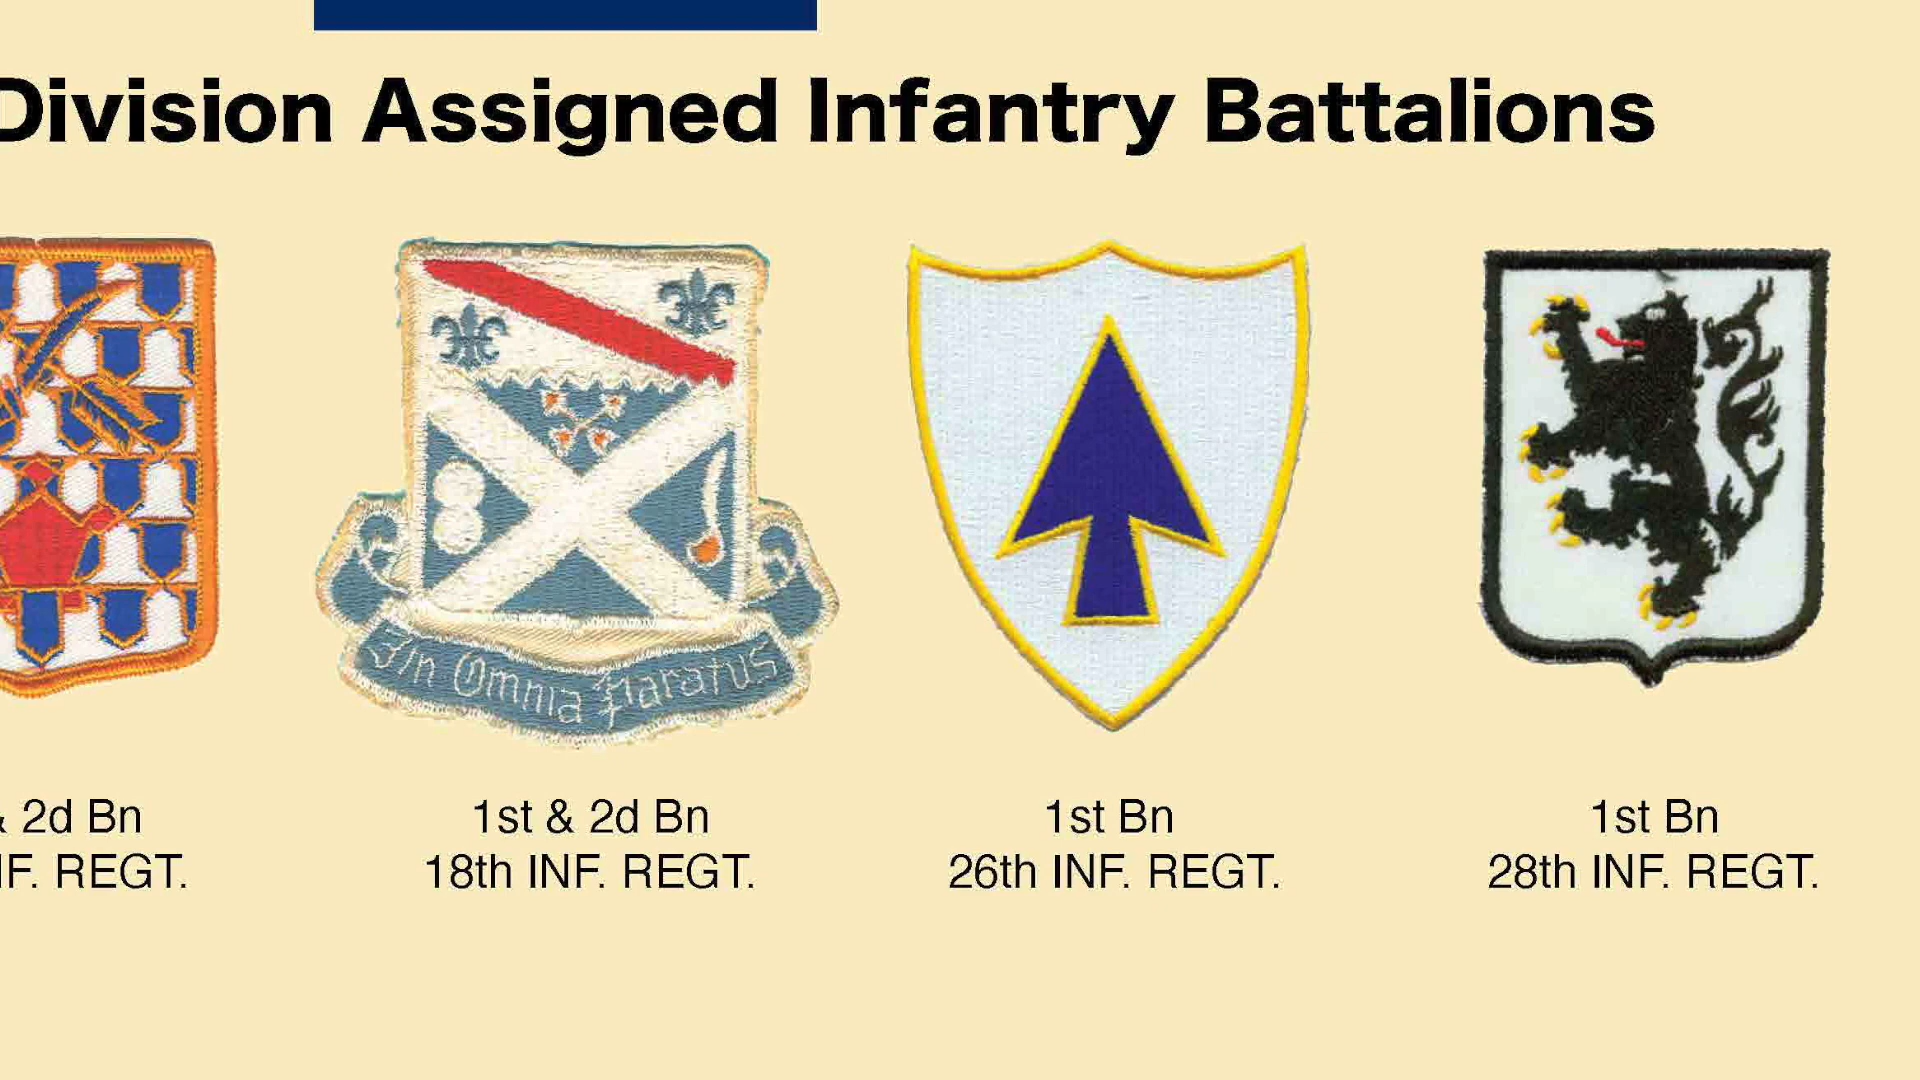 Division Assigned Infantry Battalions
In Omnia Paratus
& 2d Bn
INF. REGT.
1st & 2d Bn
18th INF. REGT.
1st Bn
26th INF. REGT.
1st Bn
28th INF. REGT.